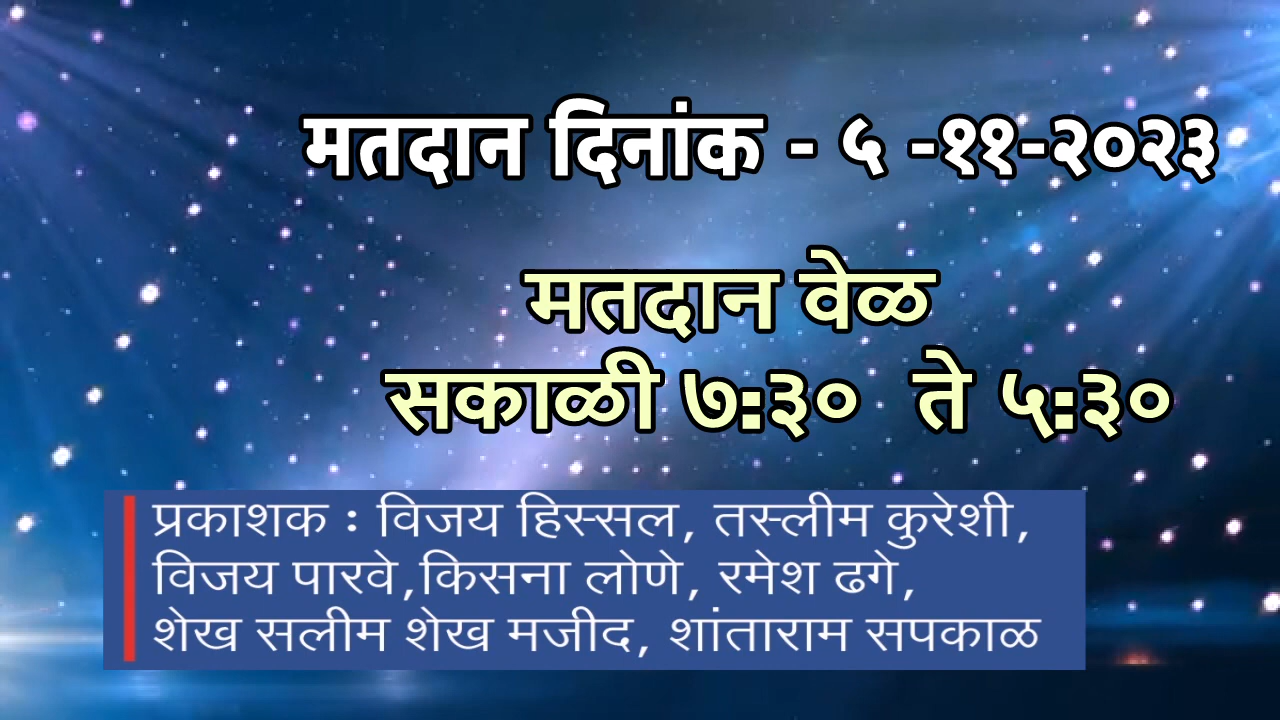 मतदान दिनांक - ५ -११-२०२३
मतदान वेळ
सकाळी ७:३० ते ५:३०
प्रकाशक : विजय हिस्सल, तस्लीम कुरेशी,
विजय पारवे,किसना लोणे, रमेश ढगे,
शेख सलीम शेख मजीद, शांताराम सपकाळ